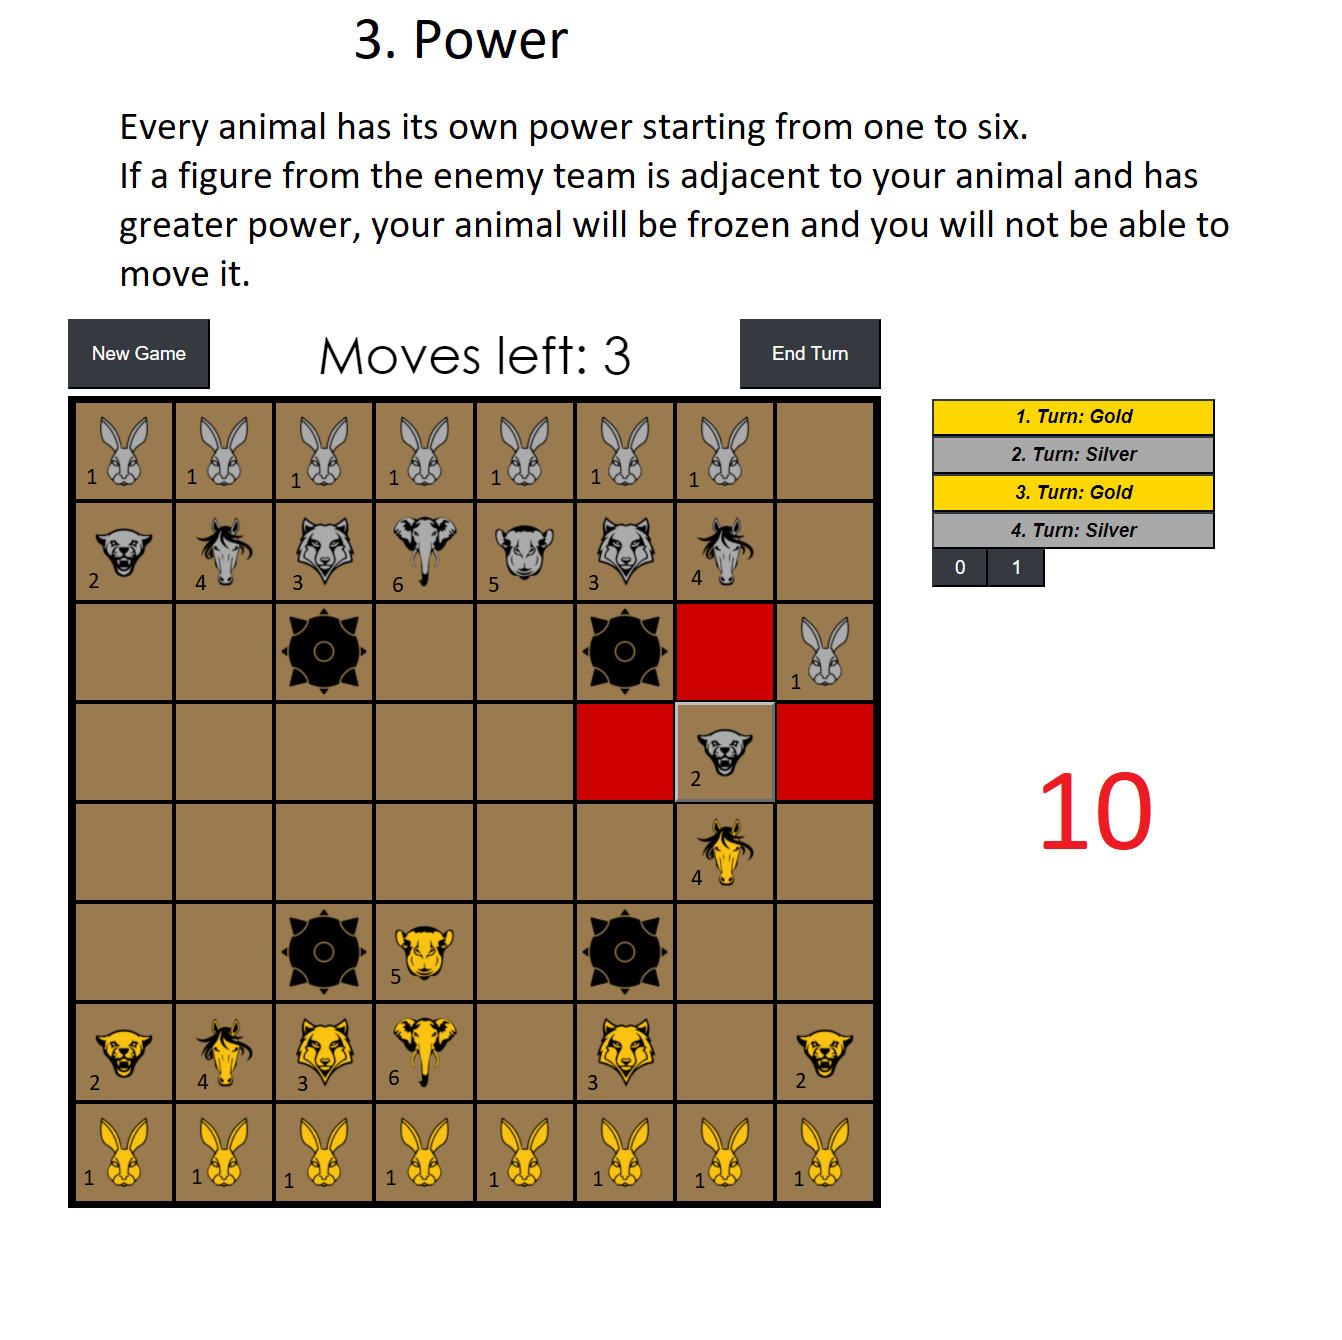 3. Power
Every animal has its own power starting from one to six.
If a figure from the enemy team is adjacent to your animal and has
greater power, your animal will be frozen and you will not be able to
move it.
New Game
Moves left: 3
End Turn
1. Turn: Gold
2. Turn: Silver
3. Turn: Gold
4. Turn: Silver
0 1
1 1 1 1 1 1 1
2 4 3 6 5 3 4
1
2
10
4
5
2 4 3 6 3 2
1 1 1 1 1 1 1 1